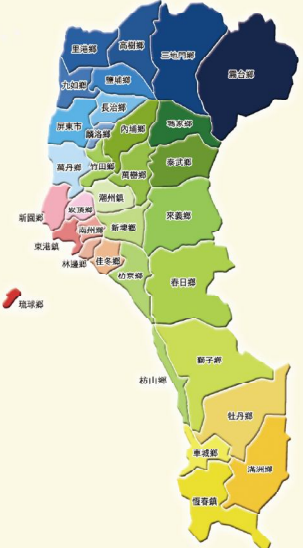 里港鄉
高樹鄉
三地門鄉
霧台鄉
九如鄉
鹽埔鄉
長治鄉
屏東市
麟洛鄉
內埔鄉
瑪家鄉
萬丹鄉
竹田鄉
萬巒鄉
泰武鄉
潮州鎮
新園鄉
崁頂鄉
來義鄉
南州鄉
新埤鄉
東港鎮
林邊鄉
佳冬鄉
枋寮鄉
春日鄉
琉球鄉
獅子鄉
枋山鄉
牡丹鄉
車城鄉
滿洲鄉
恆春鎮